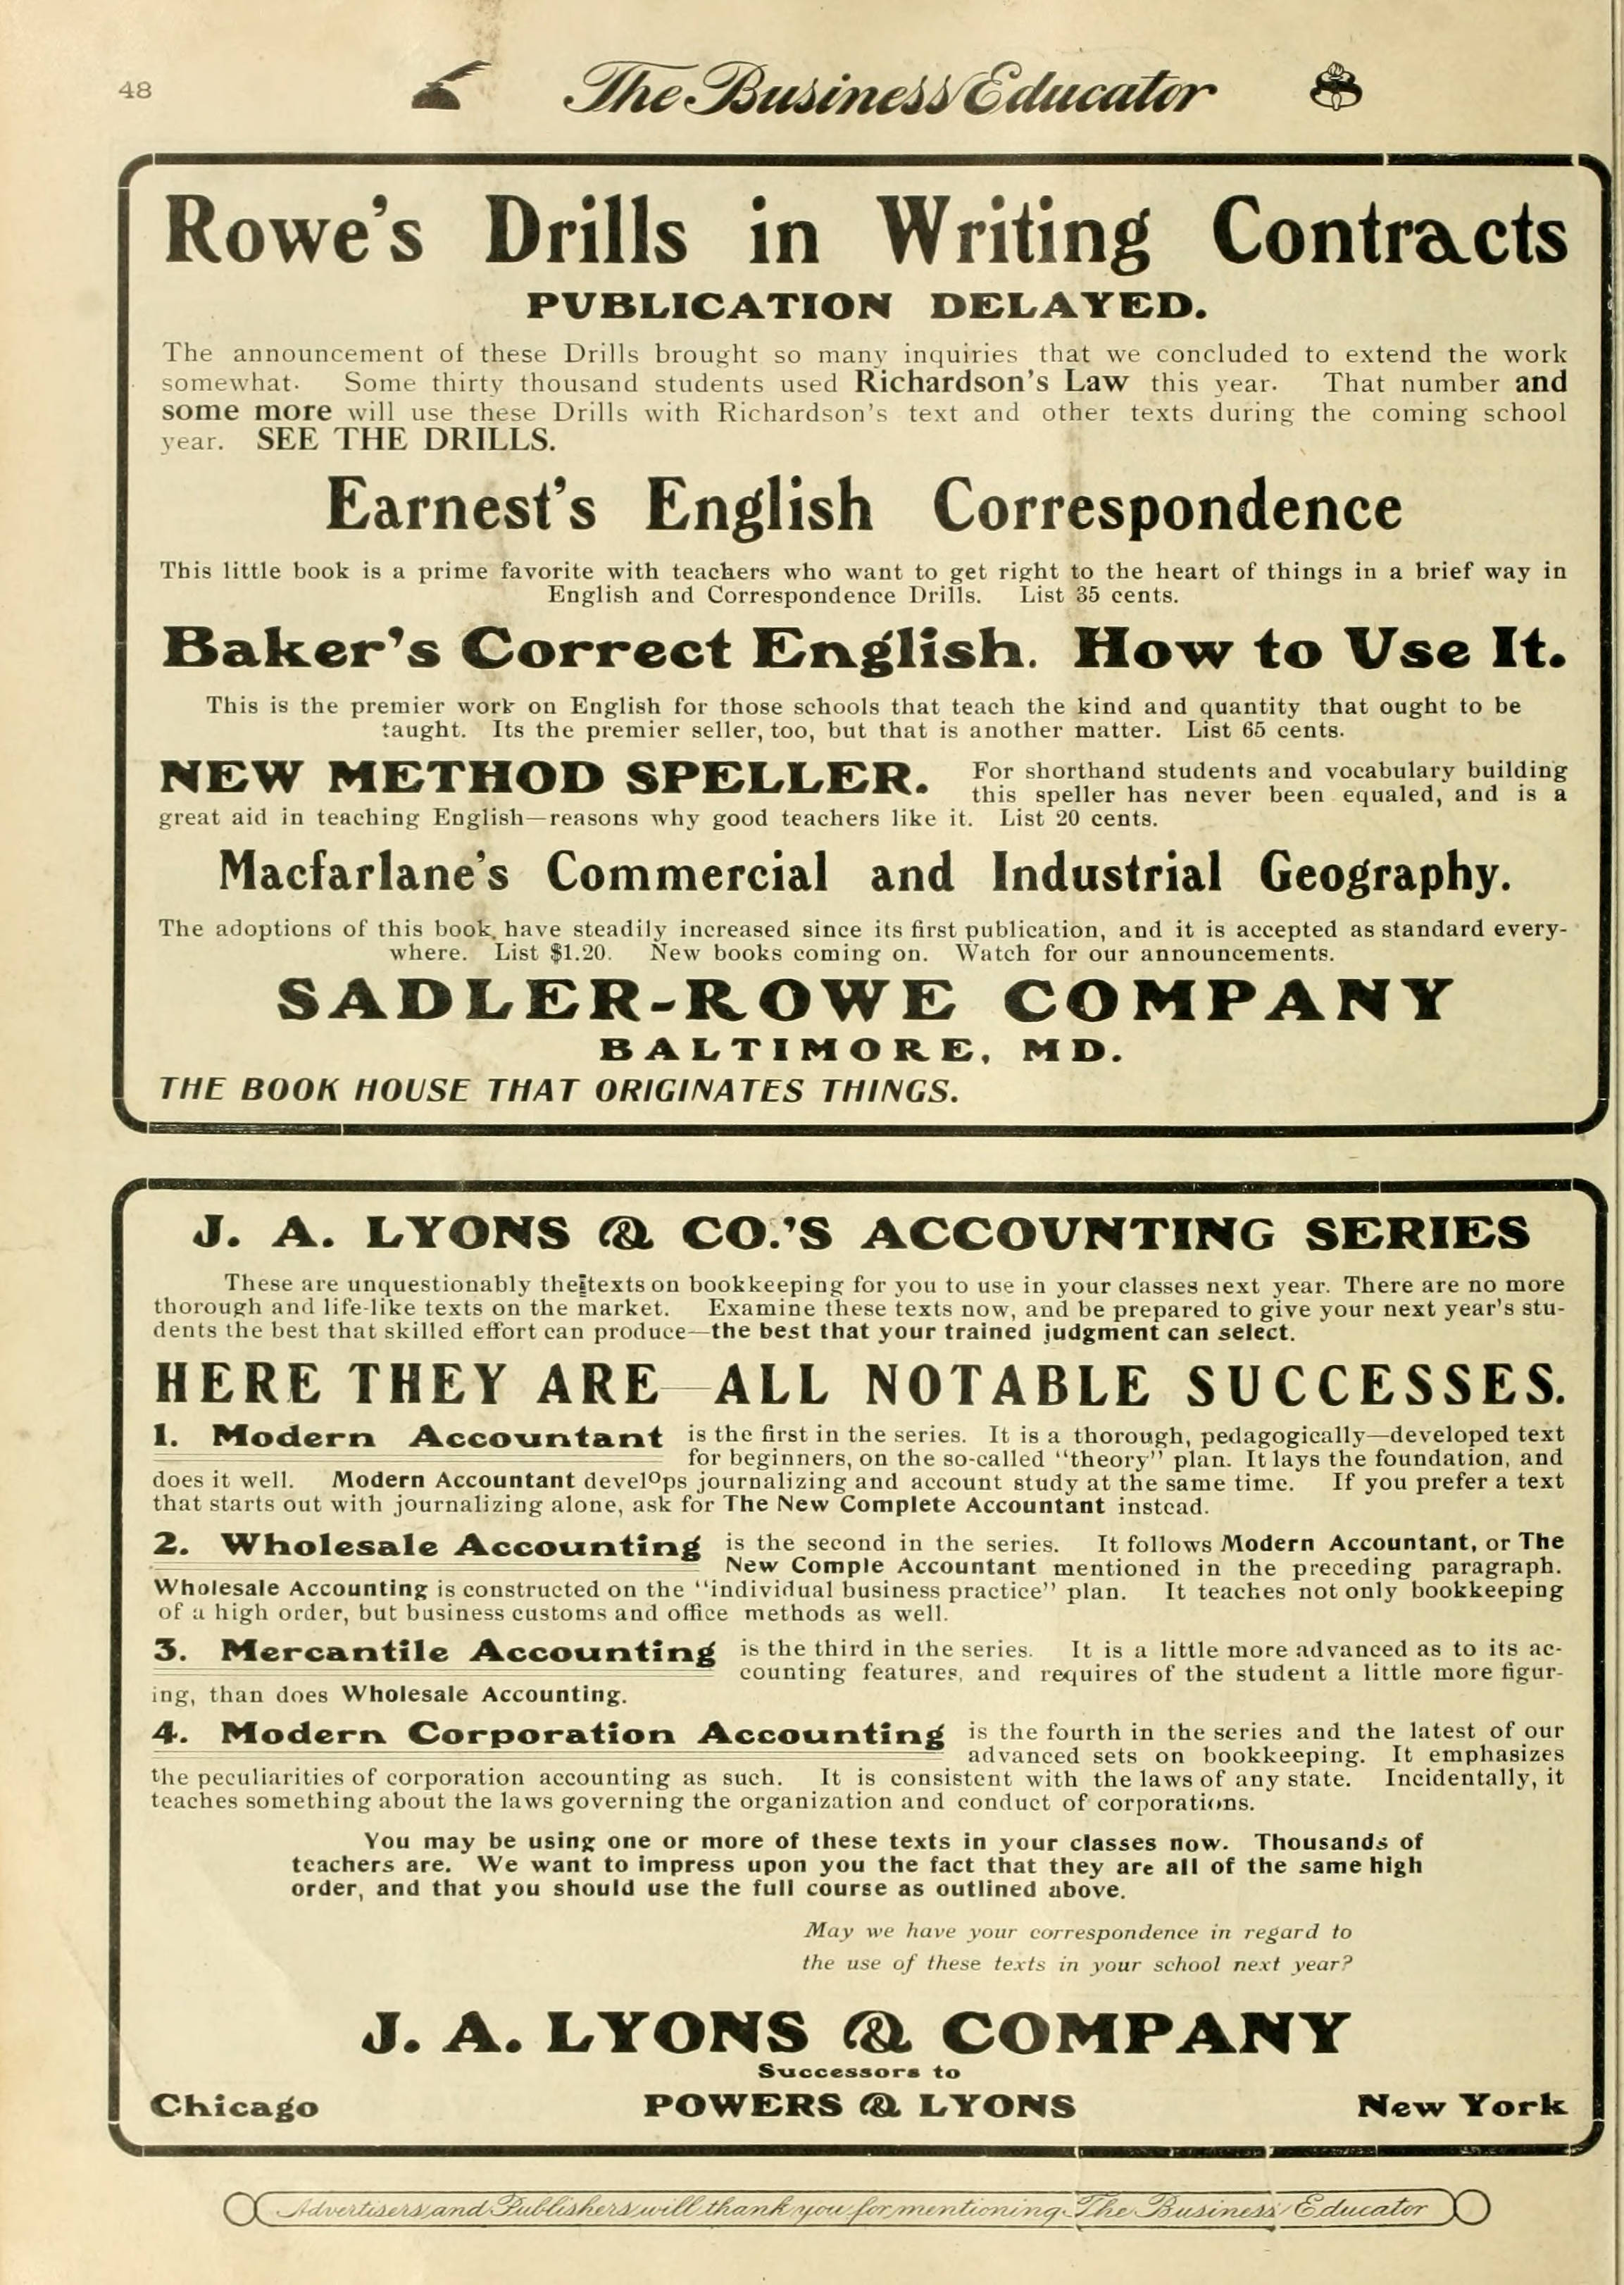 48
The Business Educator
Rowe's Drills in Writing Contracts
PUBLICATION DELAYED.
The announcement of these Drills brought so many inquiries that we concluded to extend the work
somewhat. Some thirty thousand students used Richardson's Law this year. That number and
some more will use these Drills with Richardson's text and other texts during the coming school
year. SEE THE DRILLS.
Earnest's English Correspondence
This little book is a prime favorite with teachers who want to get right to the heart of things in a brief way in
English and Correspondence Drills. List 35 cents.
Baker's Correct English. How to Use It.
This is the premier work on English for those schools that teach the kind and quantity that ought to be
taught. Its the premier seller, too, but that is another matter. List 65 cents.
NEW METHOD SPELLER. For shorthand students and vocabulary building
this speller has never been equaled, and is a
great aid in teaching English—reasons why good teachers like it. List 20 cents.
Macfarlane's Commercial and Industrial Geography.
The adoptions of this book have steadily increased since its first publication, and it is accepted as standard every-
where. List $1.20. New books coming on. Watch for our announcements.
SADLER-ROWE COMPANY
BALTIMORE, MD.
THE BOOK HOUSE THAT ORIGINATES THINGS.
J. A. LYONS & CO.'S ACCOUNTING SERIES
These are unquestionably the texts on bookkeeping for you to use in your classes next year. There are no more
thorough and life-like texts on the market. Examine these texts now, and be prepared to give your next year's stu-
dents the best that skilled effort can produce—the best that your trained judgment can select.
HERE THEY ARE—ALL NOTABLE SUCCESSES.
1. Modern Accountant is the first in the series. It is a thorough, pedagogically—developed text
for beginners, on the so-called "theory" plan. It lays the foundation, and
does it well. Modern Accountant develops journalizing and account study at the same time. If you prefer a text
that starts out with journalizing alone, ask for The New Complete Accountant instead.
2. Wholesale Accounting is the second in the series. It follows Modern Accountant, or The
New Comple Accountant mentioned in the preceding paragraph.
Wholesale Accounting is constructed on the "individual business practice" plan. It teaches not only bookkeeping
of a high order, but business customs and office methods as well.
3. Mercantile Accounting is the third in the series. It is a little more advanced as to its ac-
counting features, and requires of the student a little more figur-
ing, than does Wholesale Accounting.
4. Modern Corporation Accounting is the fourth in the series and the latest of our
advanced sets on bookkeeping. It emphasizes
the peculiarities of corporation accounting as such. It is consistent with the laws of any state. Incidentally, it
teaches something about the laws governing the organization and conduct of corporations.
You may be using one or more of these texts in your classes now. Thousands of
teachers are. We want to impress upon you the fact that they are all of the same high
order, and that you should use the full course as outlined above.
May we have your correspondence in regard to
the use of these texts in your school next year?
J. A. LYONS & COMPANY
Successors to
Chicago POWERS & LYONS New York
Advertisers and Publishers will thank you for mentioning The Business Educator